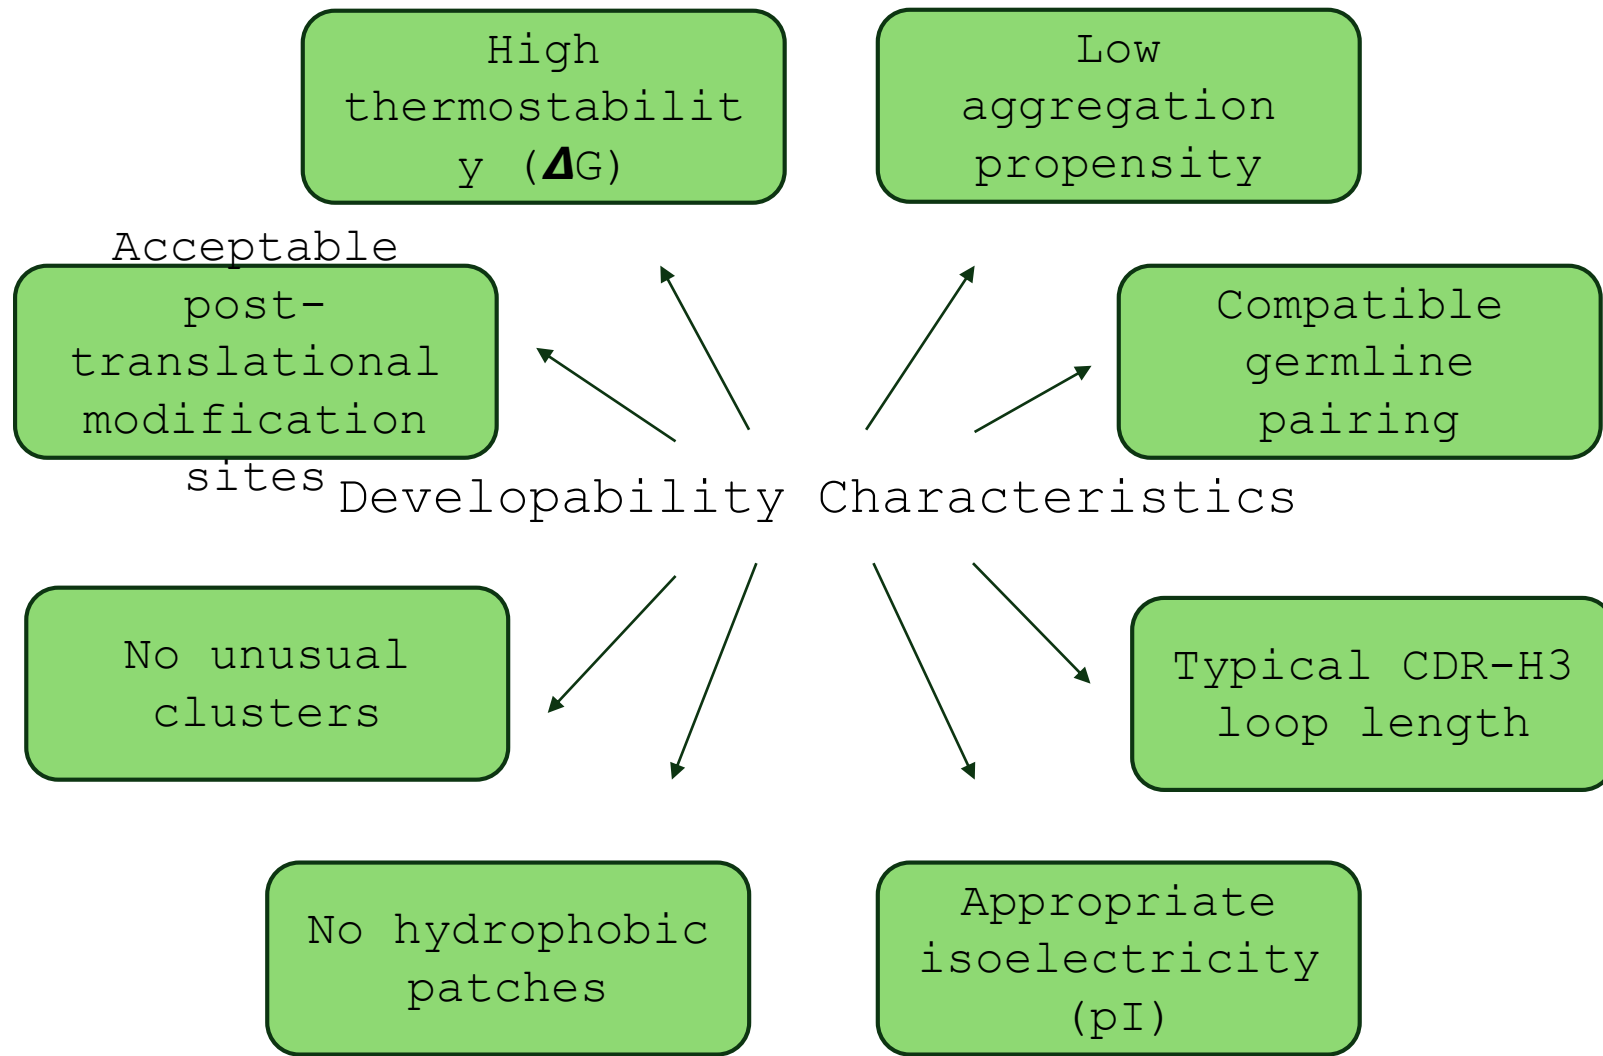 High
thermostabilit
y (ΔG)
Low
aggregation
propensity
Acceptable
post-
translational
modification
sites
Compatible
germline
pairing
Developability Characteristics
No unusual
clusters
Typical CDR-H3
loop length
No hydrophobic
patches
Appropriate
isoelectricity
(pI)